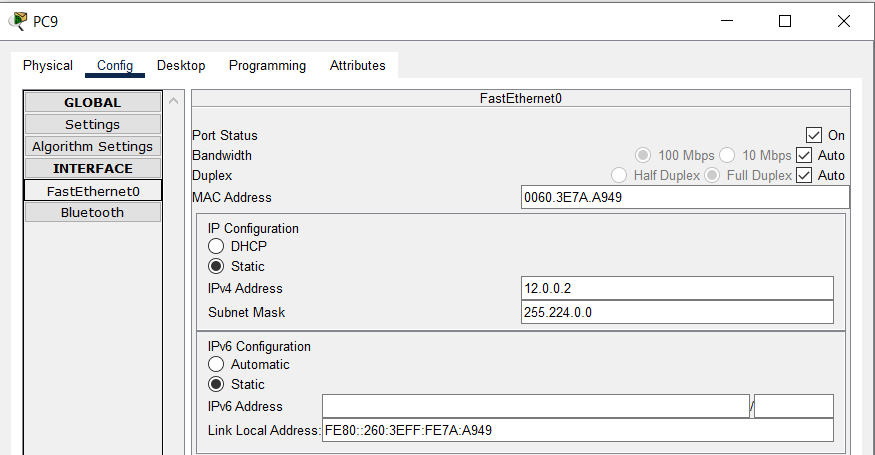 PC9
Physical Config Desktop Programming Attributes
GLOBAL
Settings
Algorithm Settings
INTERFACE
FastEthernet0
Bluetooth
FastEthernet0
Port Status On
Bandwidth 100 Mbps 10 Mbps Auto
Duplex Half Duplex Full Duplex Auto
MAC Address 0060.3E7A.A949
IP Configuration
DHCP
Static
IPv4 Address 12.0.0.2
Subnet Mask 255.224.0.0
IPv6 Configuration
Automatic
Static
IPv6 Address /
Link Local Address: FE80::260:3EFF:FE7A:A949